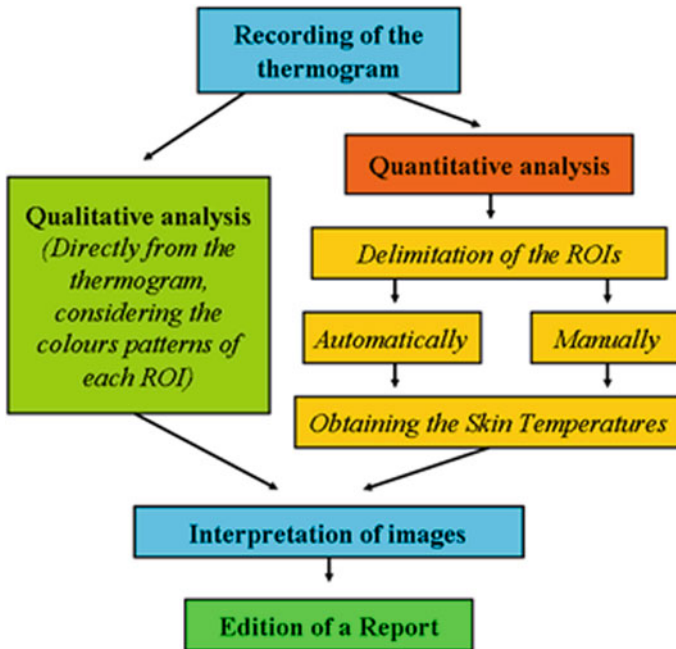 Recording of the
thermogram
Quantitative analysis
Qualitative analysis
(Directly from the
thermogram,
considering the
colours patterns of
each ROI)
Delimitation of the ROIs
Automatically
Manually
Obtaining the Skin Temperatures
Interpretation of images
Edition of a Report